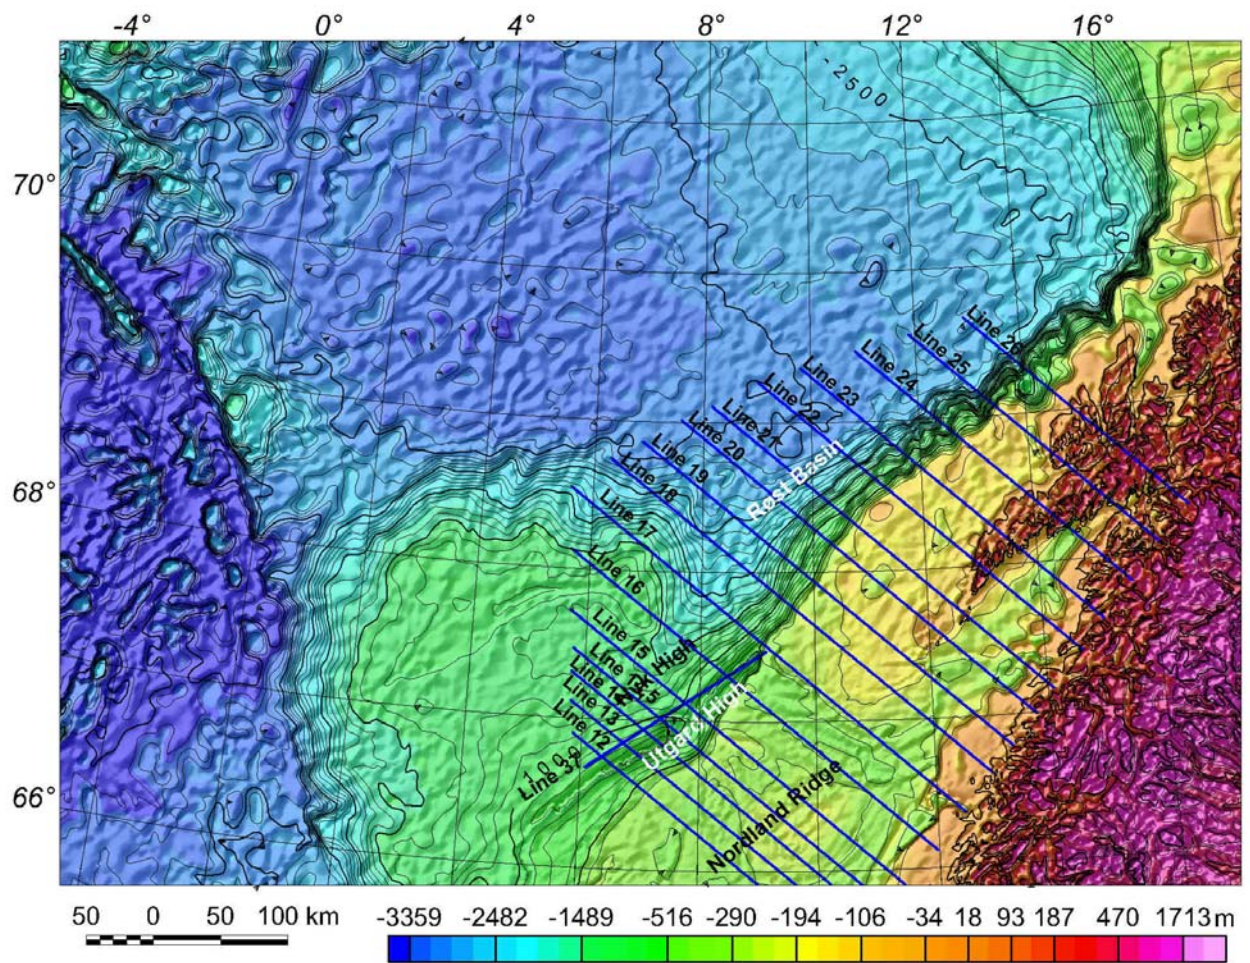 -4° 0° 4° 8° 12° 16°
-2500
70°
68°
66°
Line 26
Line 25
Line 24
Line 23
Line 22
Line 21
Line 20
Line 19
Line 18
Line 17
Line 16
Line 15
Line 13
Line 12
Line 37
1000
Røst Basin
High
Utgard High
Nordland Ridge
50 0 50 100 km
-3359 -2482 -1489 -516 -290 -194 -106 -34 18 93 187 470 1713 m